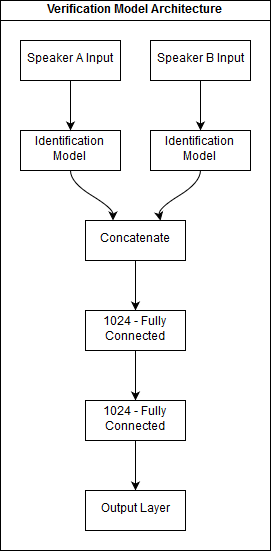 Verification Model Architecture
Speaker A Input
Speaker B Input
Identification
Model
Identification
Model
Concatenate
1024 - Fully
Connected
1024 - Fully
Connected
Output Layer